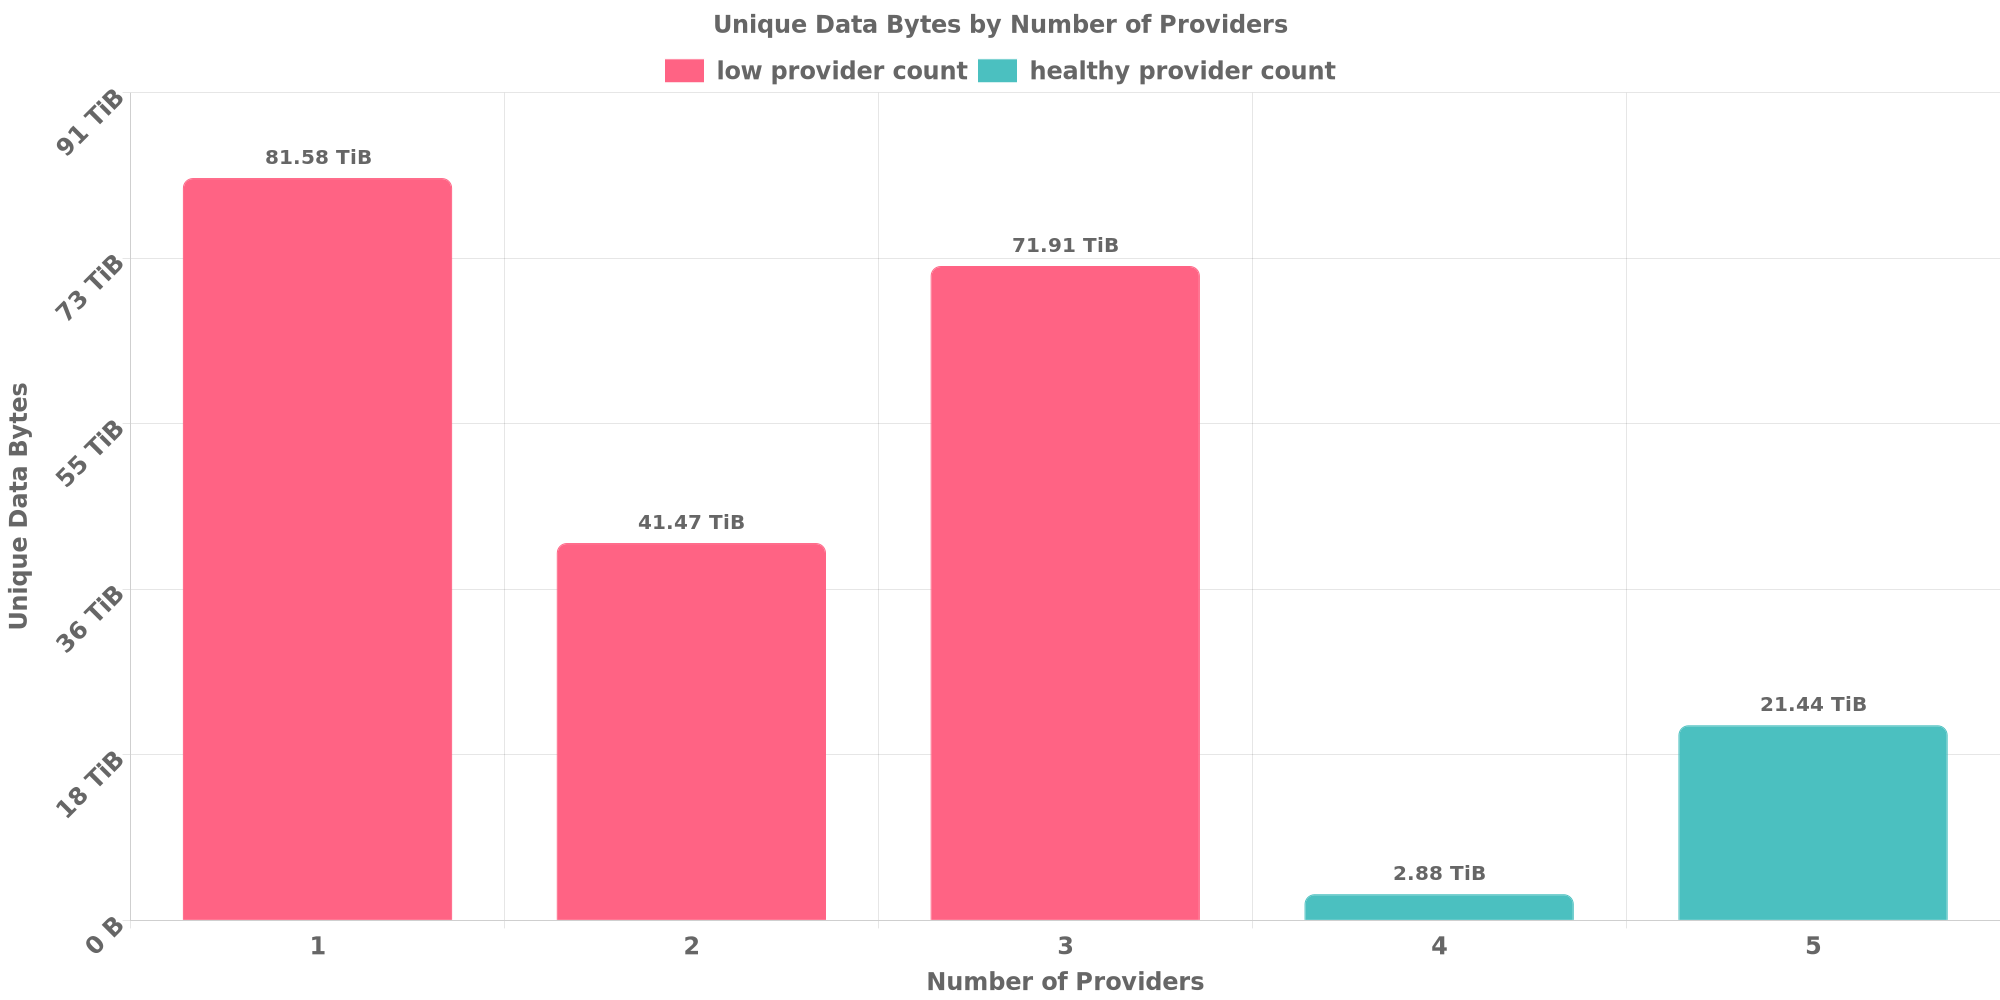 Unique Data Bytes by Number of Providers
low provider count healthy provider count
91 TiB
73 TiB
55 TiB
36 TiB
18 TiB
0 B
Unique Data Bytes
81.58 TiB
41.47 TiB
71.91 TiB
2.88 TiB
21.44 TiB
1 2 3 4 5
Number of Providers